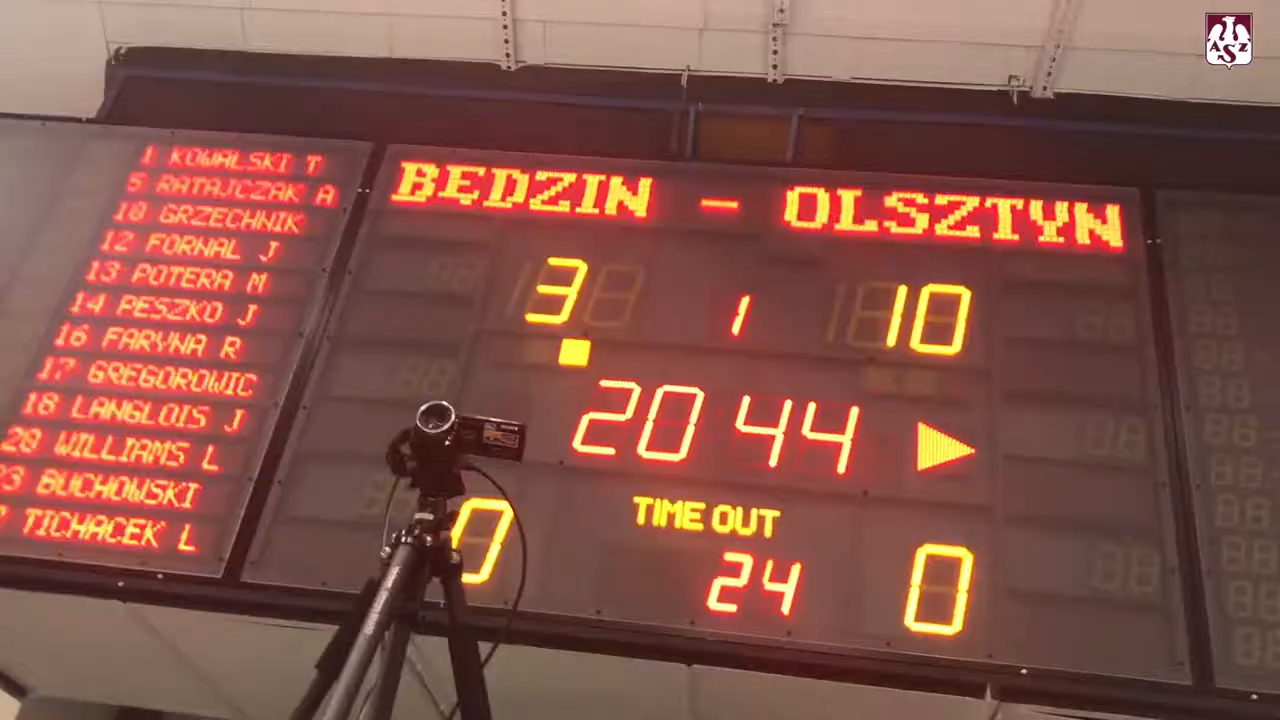 1 KOWALSKI T
5 RATAJCZAK A
10 GRZECHNIK
12 FORNAL J
13 POTERA M
14 PESZKO J
16 FARYNA R
17 GREGOROWIC
18 LANGLOIS J
20 WILLIAMS L
BUCHOWSKI
TICHACEK L
BĘDZIN - OLSZTYN
3 1 10
20 44
TIME OUT
0 24 0
ASZ